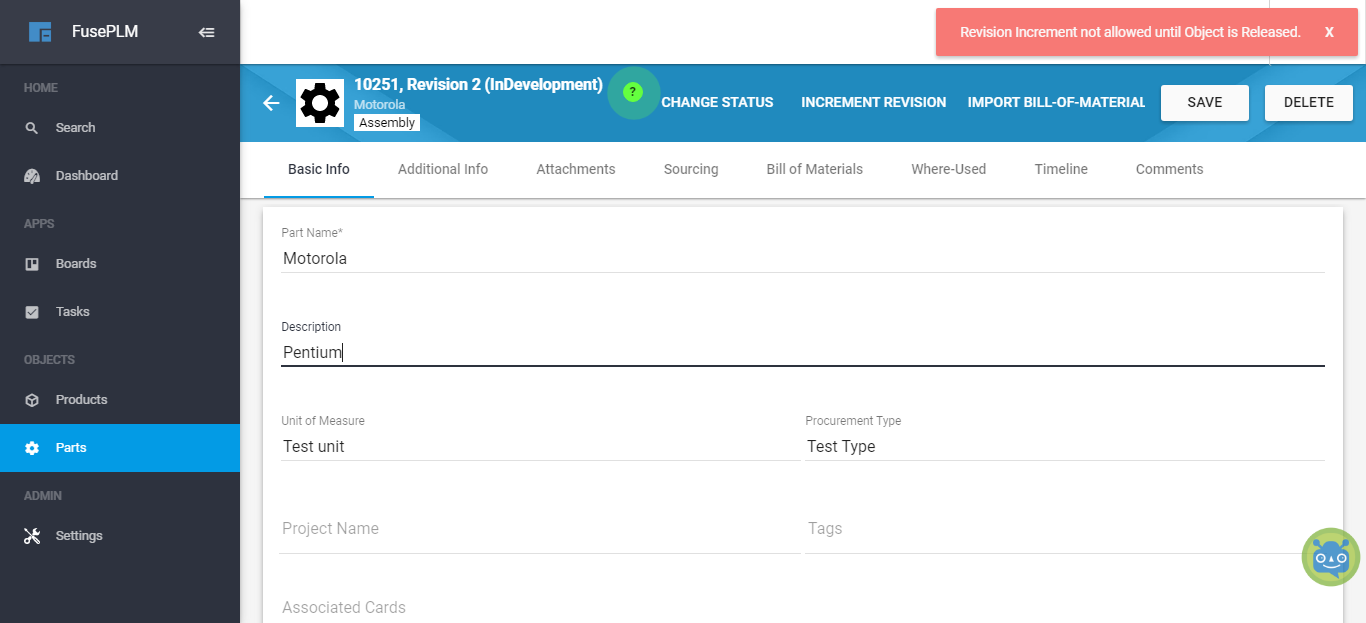 FusePLM
Revision Increment not allowed until Object is Released. X
HOME
Search
Dashboard
APPS
Boards
Tasks
OBJECTS
Products
Parts
ADMIN
Settings
10251, Revision 2 (InDevelopment)
Motorola
Assembly
?
CHANGE STATUS INCREMENT REVISION IMPORT BILL-OF-MATERIAL SAVE DELETE
Basic Info Additional Info Attachments Sourcing Bill of Materials Where-Used Timeline Comments
Part Name*
Motorola
Description
Pentium
Unit of Measure Procurement Type
Test unit Test Type
Project Name Tags
Associated Cards